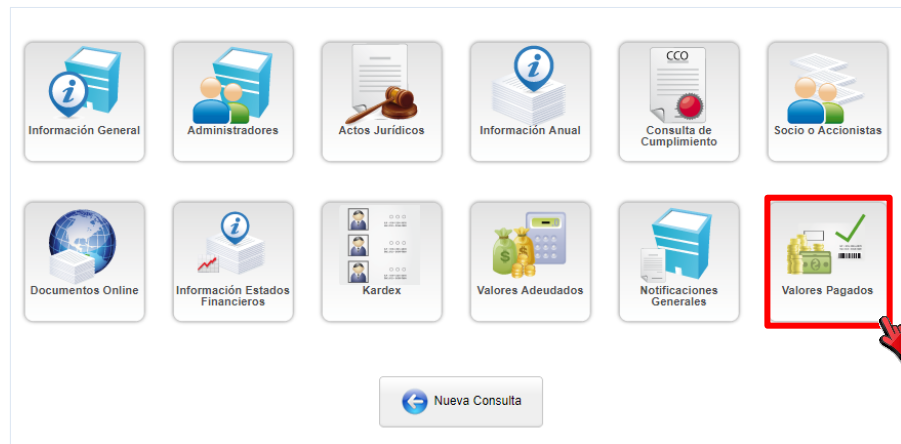 CCO
Información General
Administradores
Actos Jurídicos
Información Anual
Consulta de
Cumplimiento
Socio o Accionistas
Documentos Online
Información Estados
Financieros
Kardex
Valores Adeudados
Notificaciones
Generales
Valores Pagados
Nueva Consulta